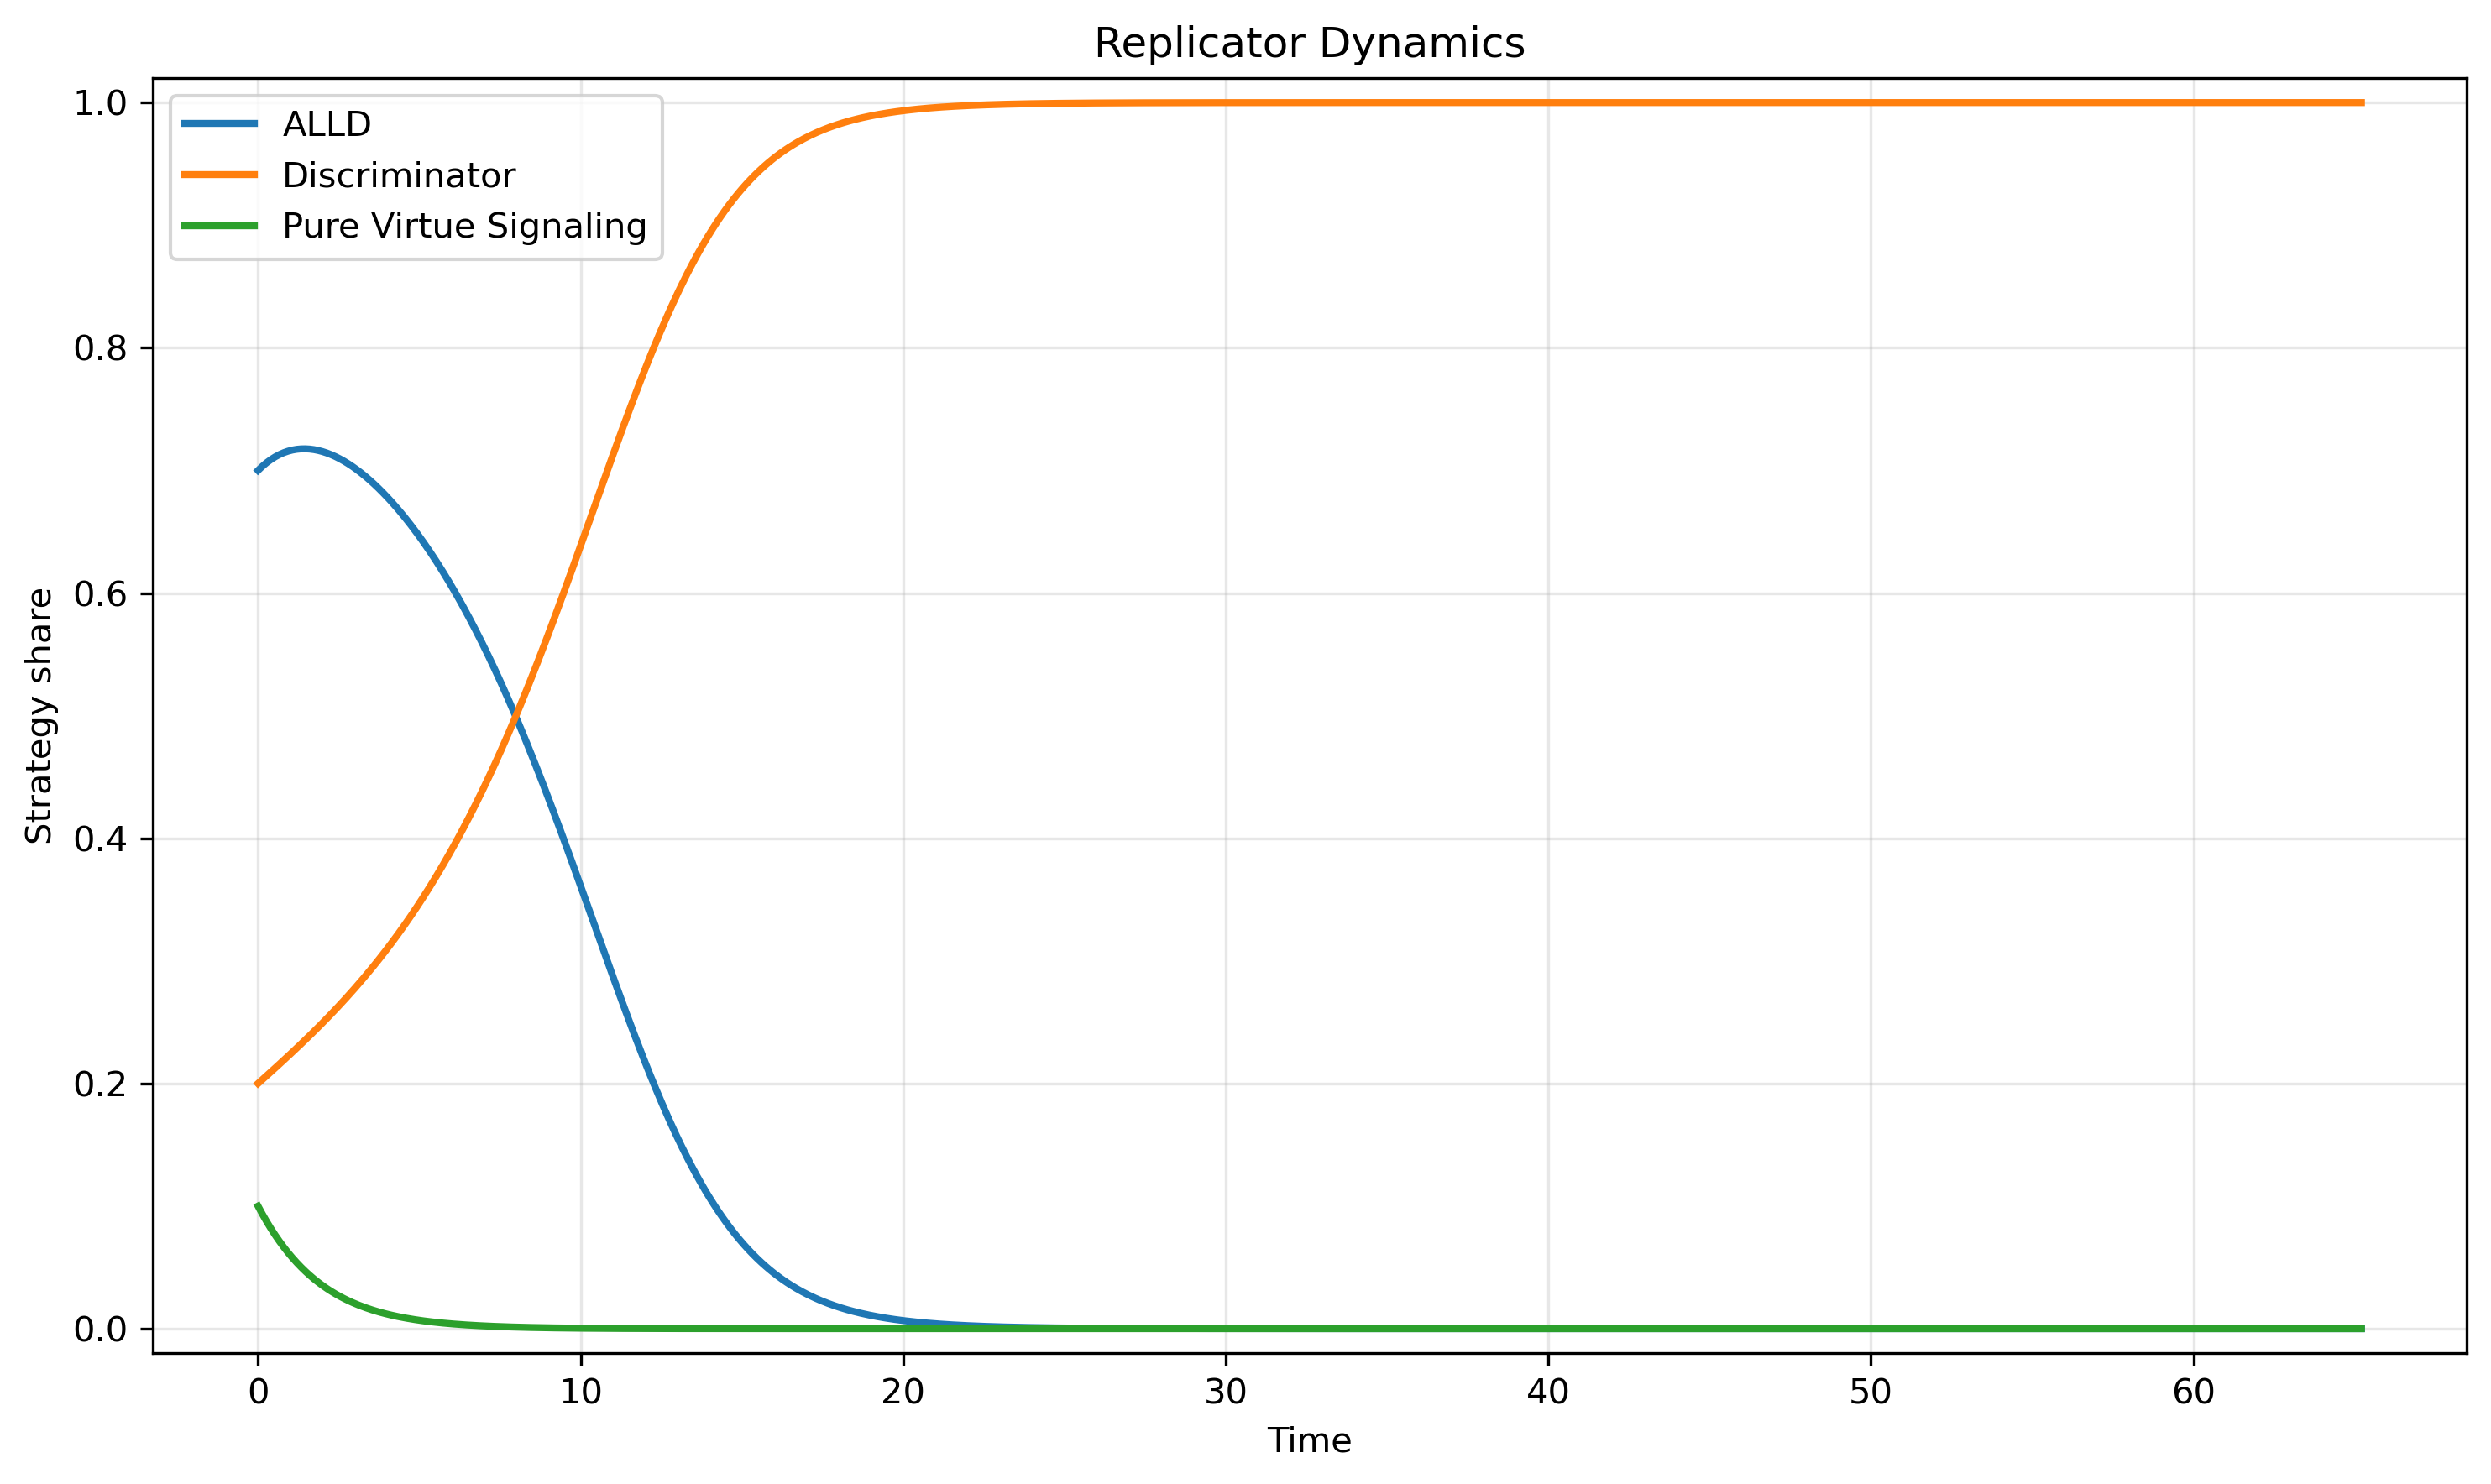 Replicator Dynamics
ALLD
Discriminator
Pure Virtue Signaling
Strategy share
1.0
0.8
0.6
0.4
0.2
0.0
0 10 20 30 40 50 60
Time